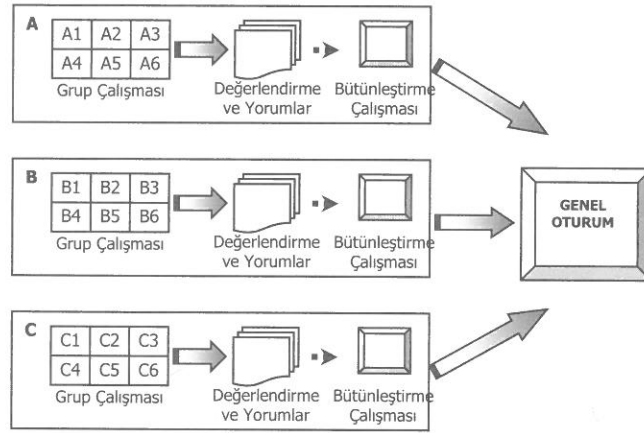 A
A1 A2 A3
A4 A5 A6
Grup Çalışması
Değerlendirme
ve Yorumlar
Bütünleştirme
Çalışması
B
B1 B2 B3
B4 B5 B6
Grup Çalışması
Değerlendirme
ve Yorumlar
Bütünleştirme
Çalışması
GENEL
OTURUM
C
C1 C2 C3
C4 C5 C6
Grup Çalışması
Değerlendirme
ve Yorumlar
Bütünleştirme
Çalışması